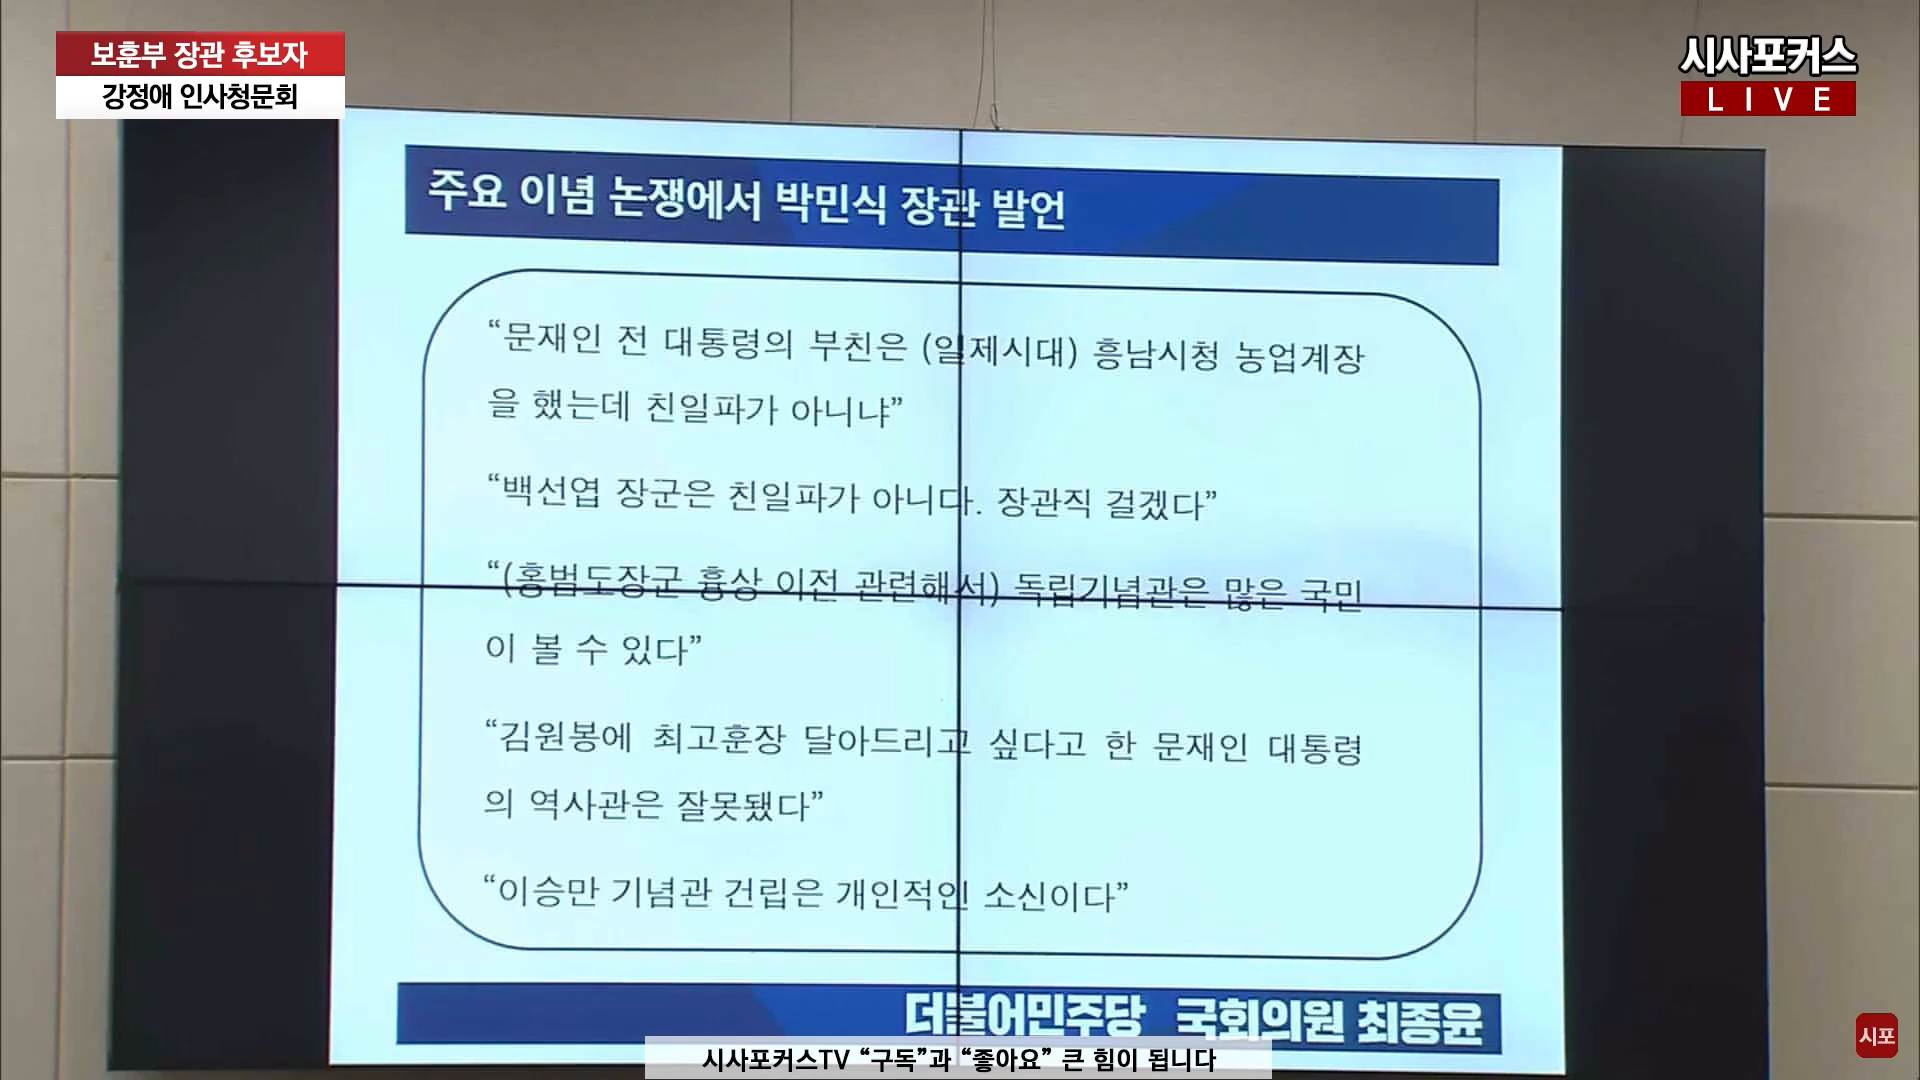 보훈부 장관 후보자
강정애 인사청문회
시사포커스
LIVE
주요 이념 논쟁에서 박민식 장관 발언
“문재인 전 대통령의 부친은 (일제시대) 흥남시청 농업계장
을 했는데 친일파가 아니냐”
“백선엽 장군은 친일파가 아니다. 장관직 걸겠다”
“(홍범도장군 흉상 이전 관련해서) 독립기념관은 많은 국민
이 볼 수 있다”
“김원봉에 최고훈장 달아드리고 싶다고 한 문재인 대통령
의 역사관은 잘못됐다”
“이승만 기념관 건립은 개인적인 소신이다”
더불어민주당 국회의원 최종윤
시사포커스TV “구독”과 “좋아요” 큰 힘이 됩니다
시포